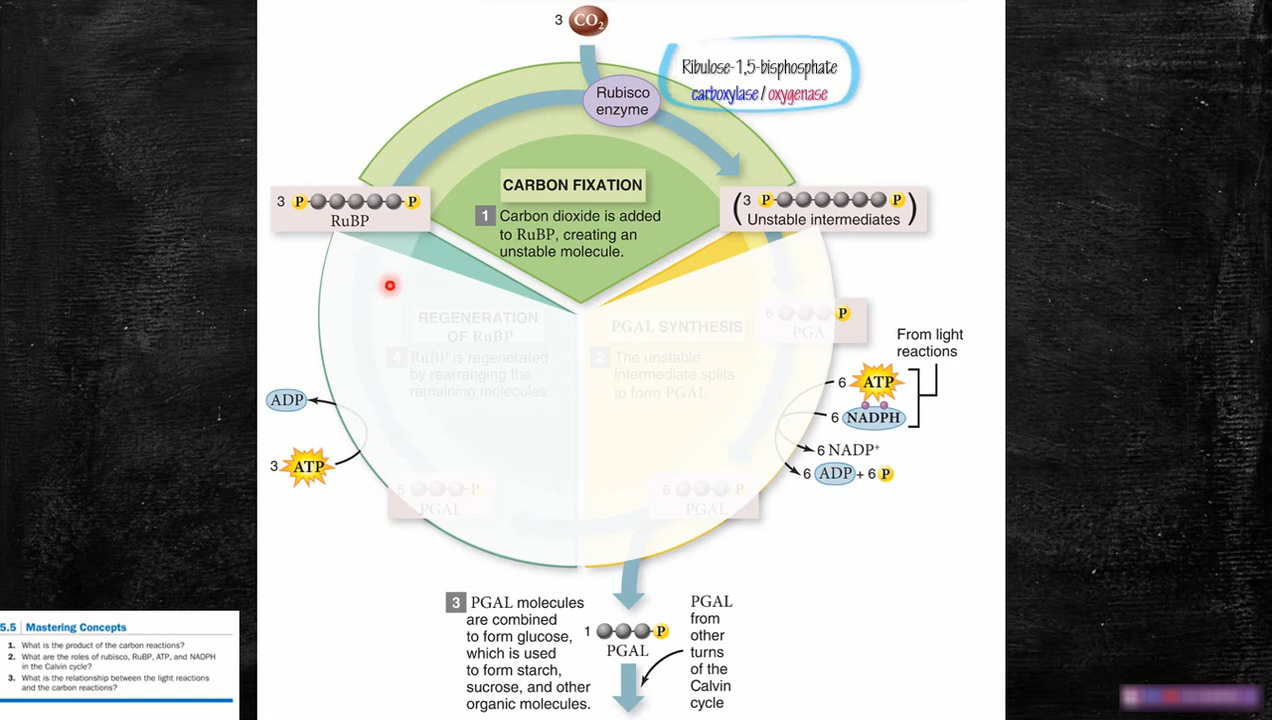 3 CO2
Ribulose-1,5-bisphosphate
carboxylase / oxygenase
Rubisco
enzyme
CARBON FIXATION
1 Carbon dioxide is added
to RuBP, creating an
unstable molecule.
3 P P
RuBP
(3 P P)
Unstable intermediates
REGENERATION
OF RuBP
4 RuBP is regenerated
by rearranging the
remaining molecules.
PGAL SYNTHESIS
2 The unstable
intermediate splits
to form PGAL.
6 P
PGA
From light
reactions
6 ATP
6 NADPH
6 NADP+
6 ADP + 6 P
ADP
3 ATP
5 P
PGAL
6 P
PGAL
3 PGAL molecules
are combined
to form glucose,
which is used
to form starch,
sucrose, and other
organic molecules.
1 P
PGAL
PGAL
from
other
turns
of the
Calvin
cycle
5.5 Mastering Concepts
1. What is the product of the carbon reactions?
2. What are the roles of rubisco, RuBP, ATP, and NADPH
in the Calvin cycle?
3. What is the relationship between the light reactions
and the carbon reactions?